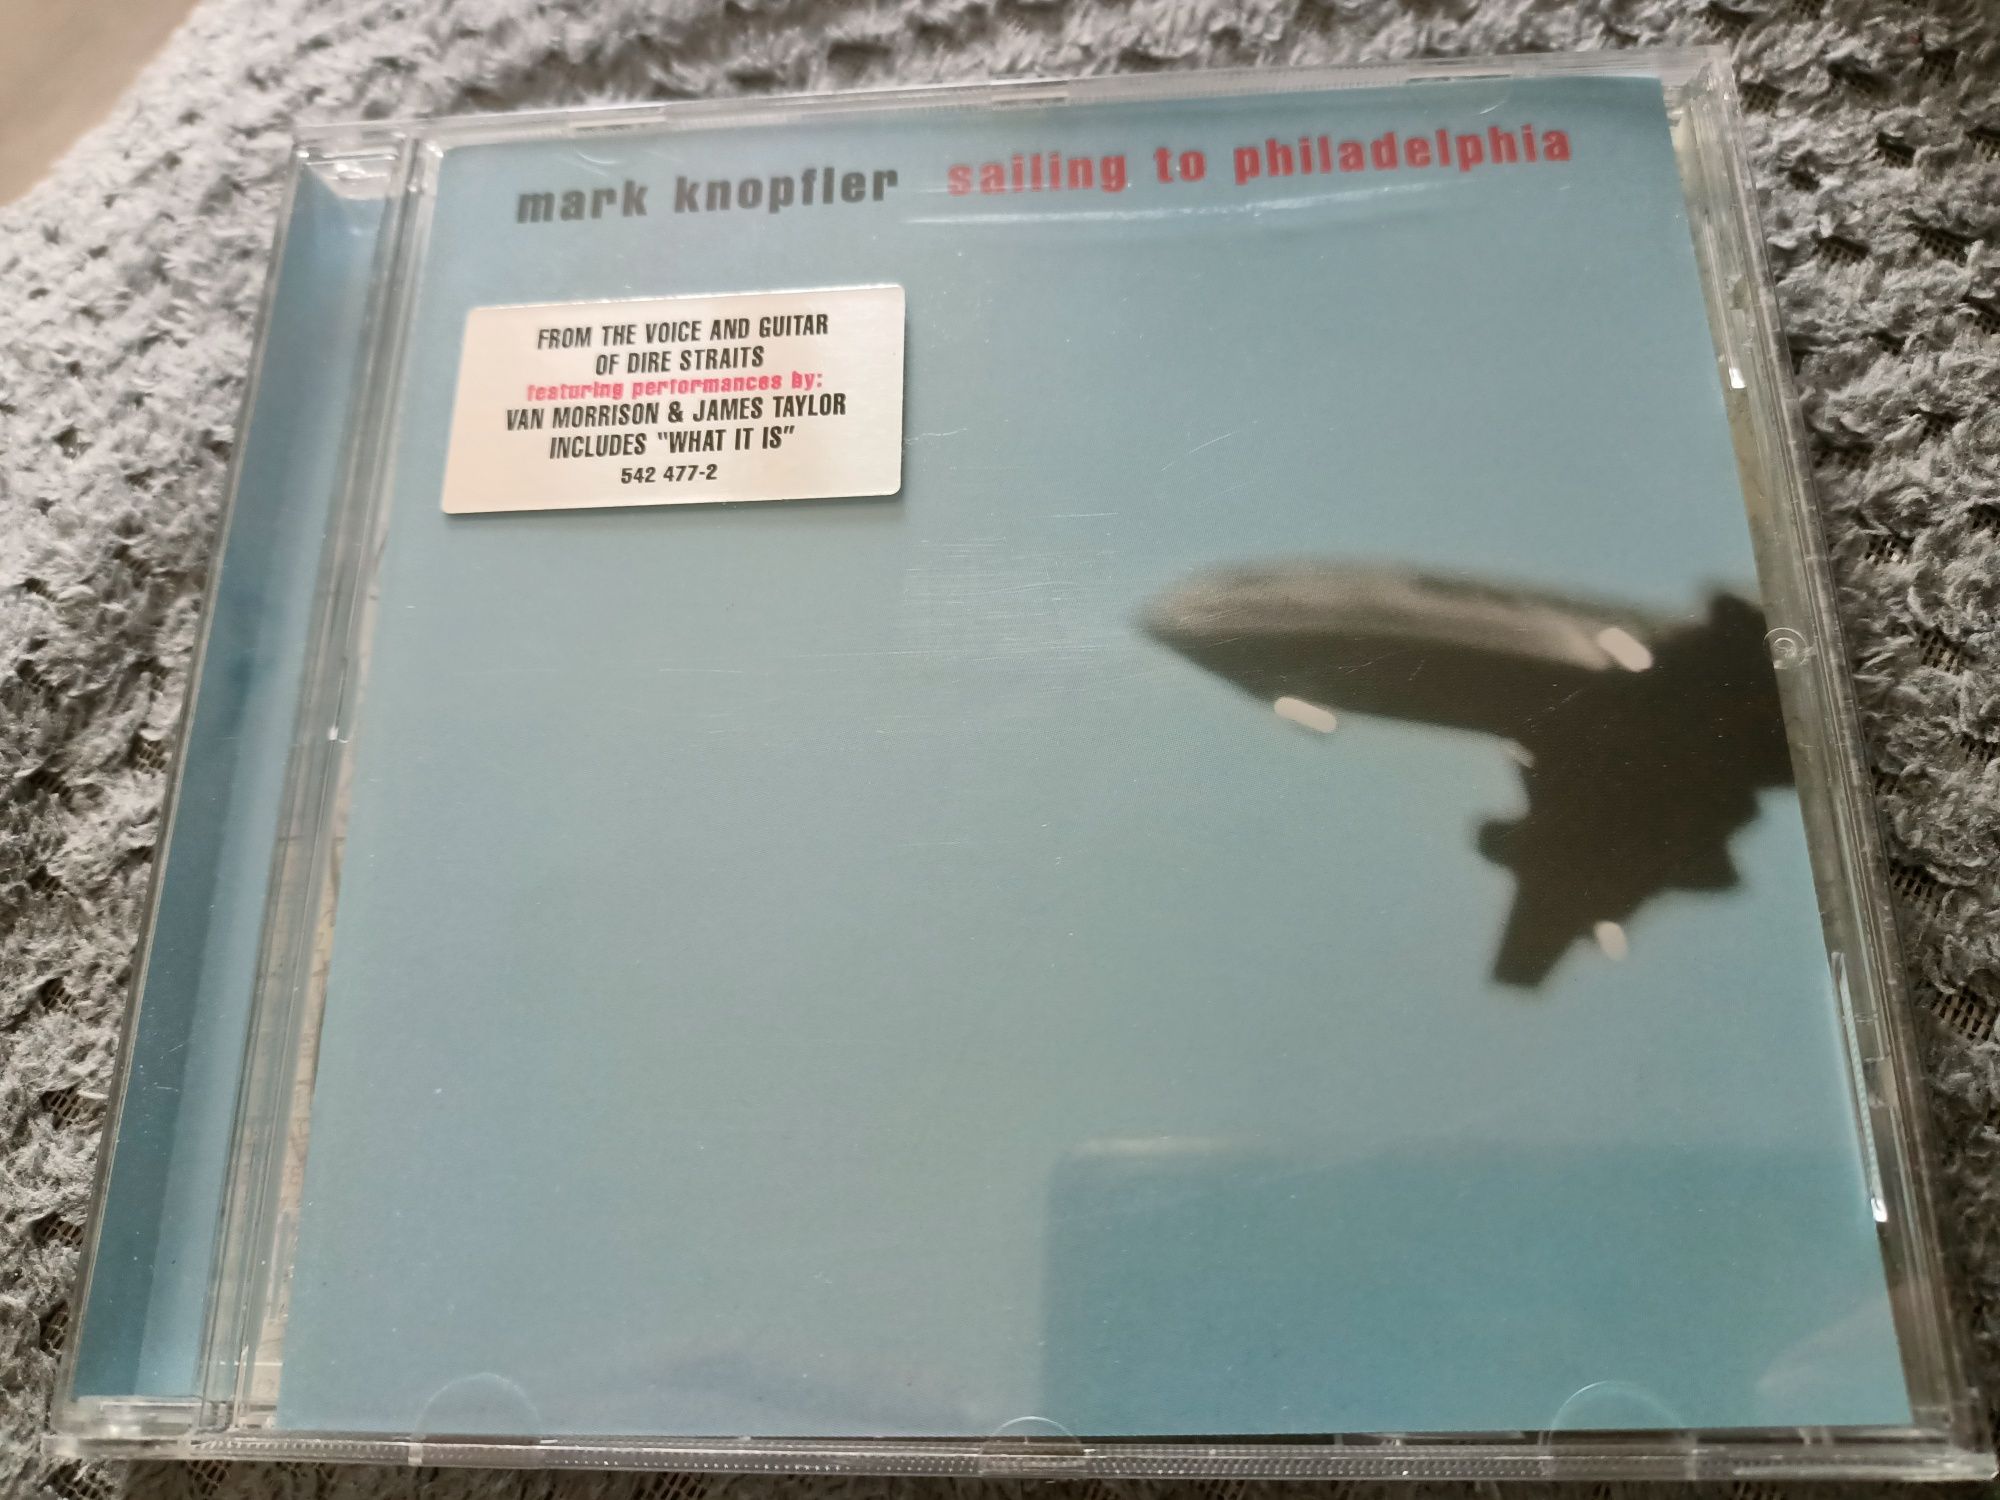 mark knopfler sailing to philadelphia
FROM THE VOICE AND GUITAR
OF DIRE STRAITS
featuring performances by:
VAN MORRISON & JAMES TAYLOR
INCLUDES "WHAT IT IS"
542 477-2